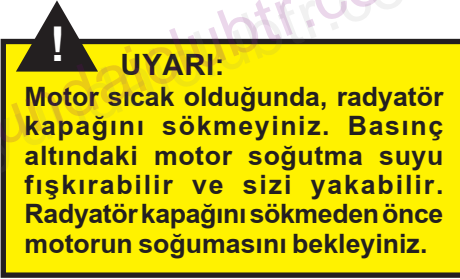 !
UYARI:
Motor sıcak olduğunda, radyatör
kapağını sökmeyiniz. Basınç
altındaki motor soğutma suyu
fışkırabilir ve sizi yakabilir.
Radyatör kapağını sökmeden önce
motorun soğumasını bekleyiniz.